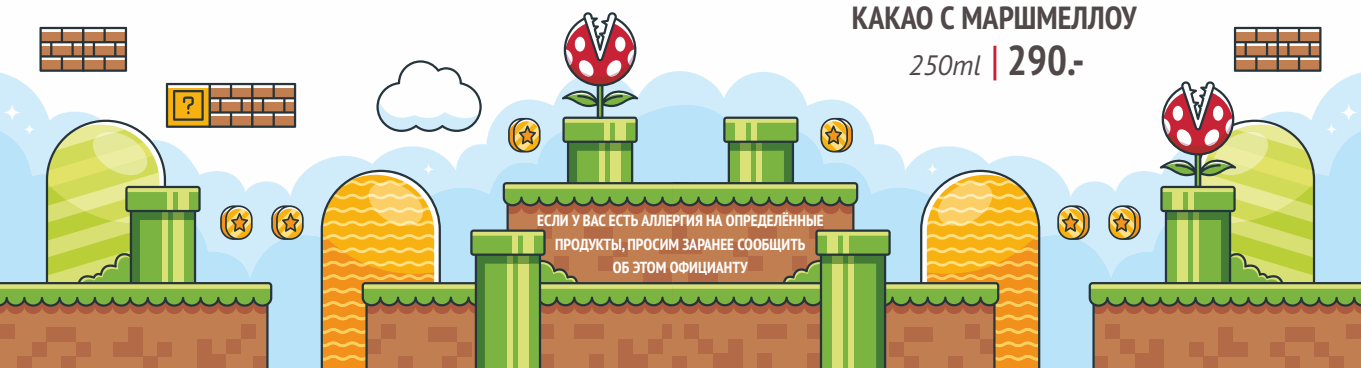 КАКАО С МАРШМЕЛЛОУ
250ml | 290.-
?
ЕСЛИ У ВАС ЕСТЬ АЛЛЕРГИЯ НА ОПРЕДЕЛЁННЫЕ
ПРОДУКТЫ, ПРОСИМ ЗАРАНЕЕ СООБЩИТЬ
ОБ ЭТОМ ОФИЦИАНТУ